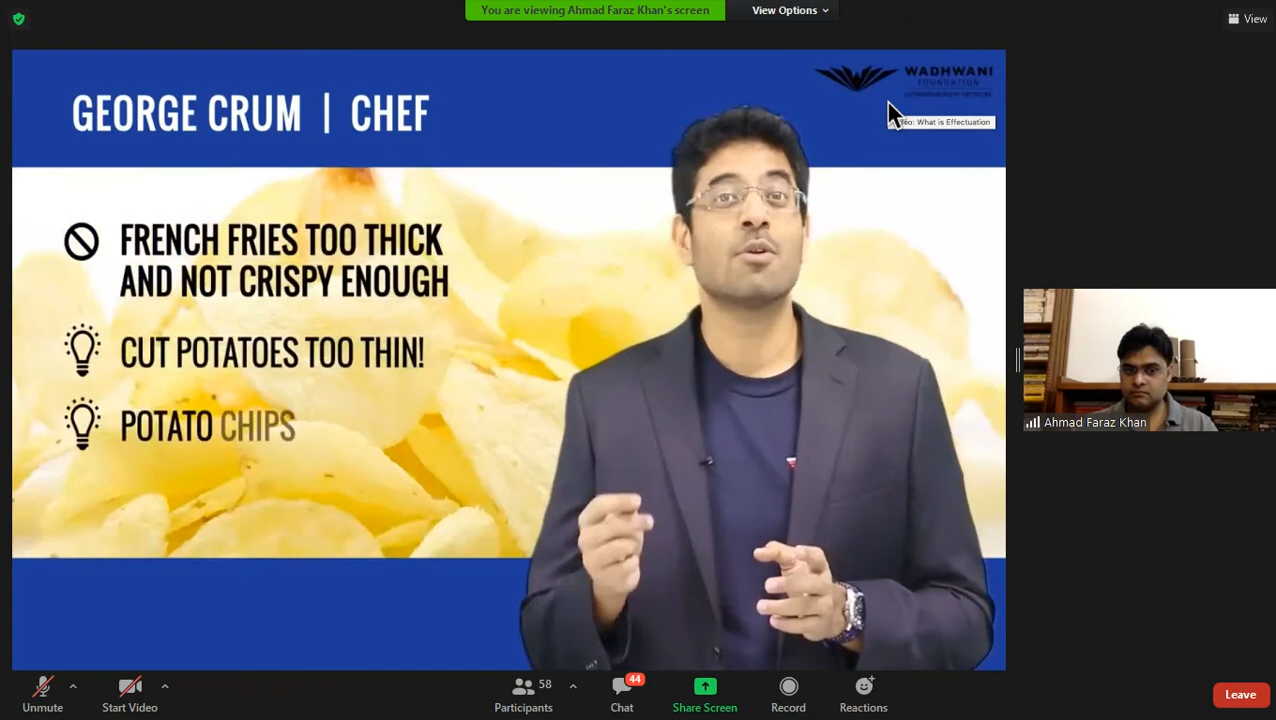 You are viewing Ahmad Faraz Khan's screen
View Options
View
WADHWANI
FOUNDATION
GEORGE CRUM | CHEF
What is Effectuation
FRENCH FRIES TOO THICK
AND NOT CRISPY ENOUGH
CUT POTATOES TOO THIN!
POTATO CHIPS
Ahmad Faraz Khan
58
44
Unmute
Start Video
Participants
Chat
Share Screen
Record
Reactions
Leave